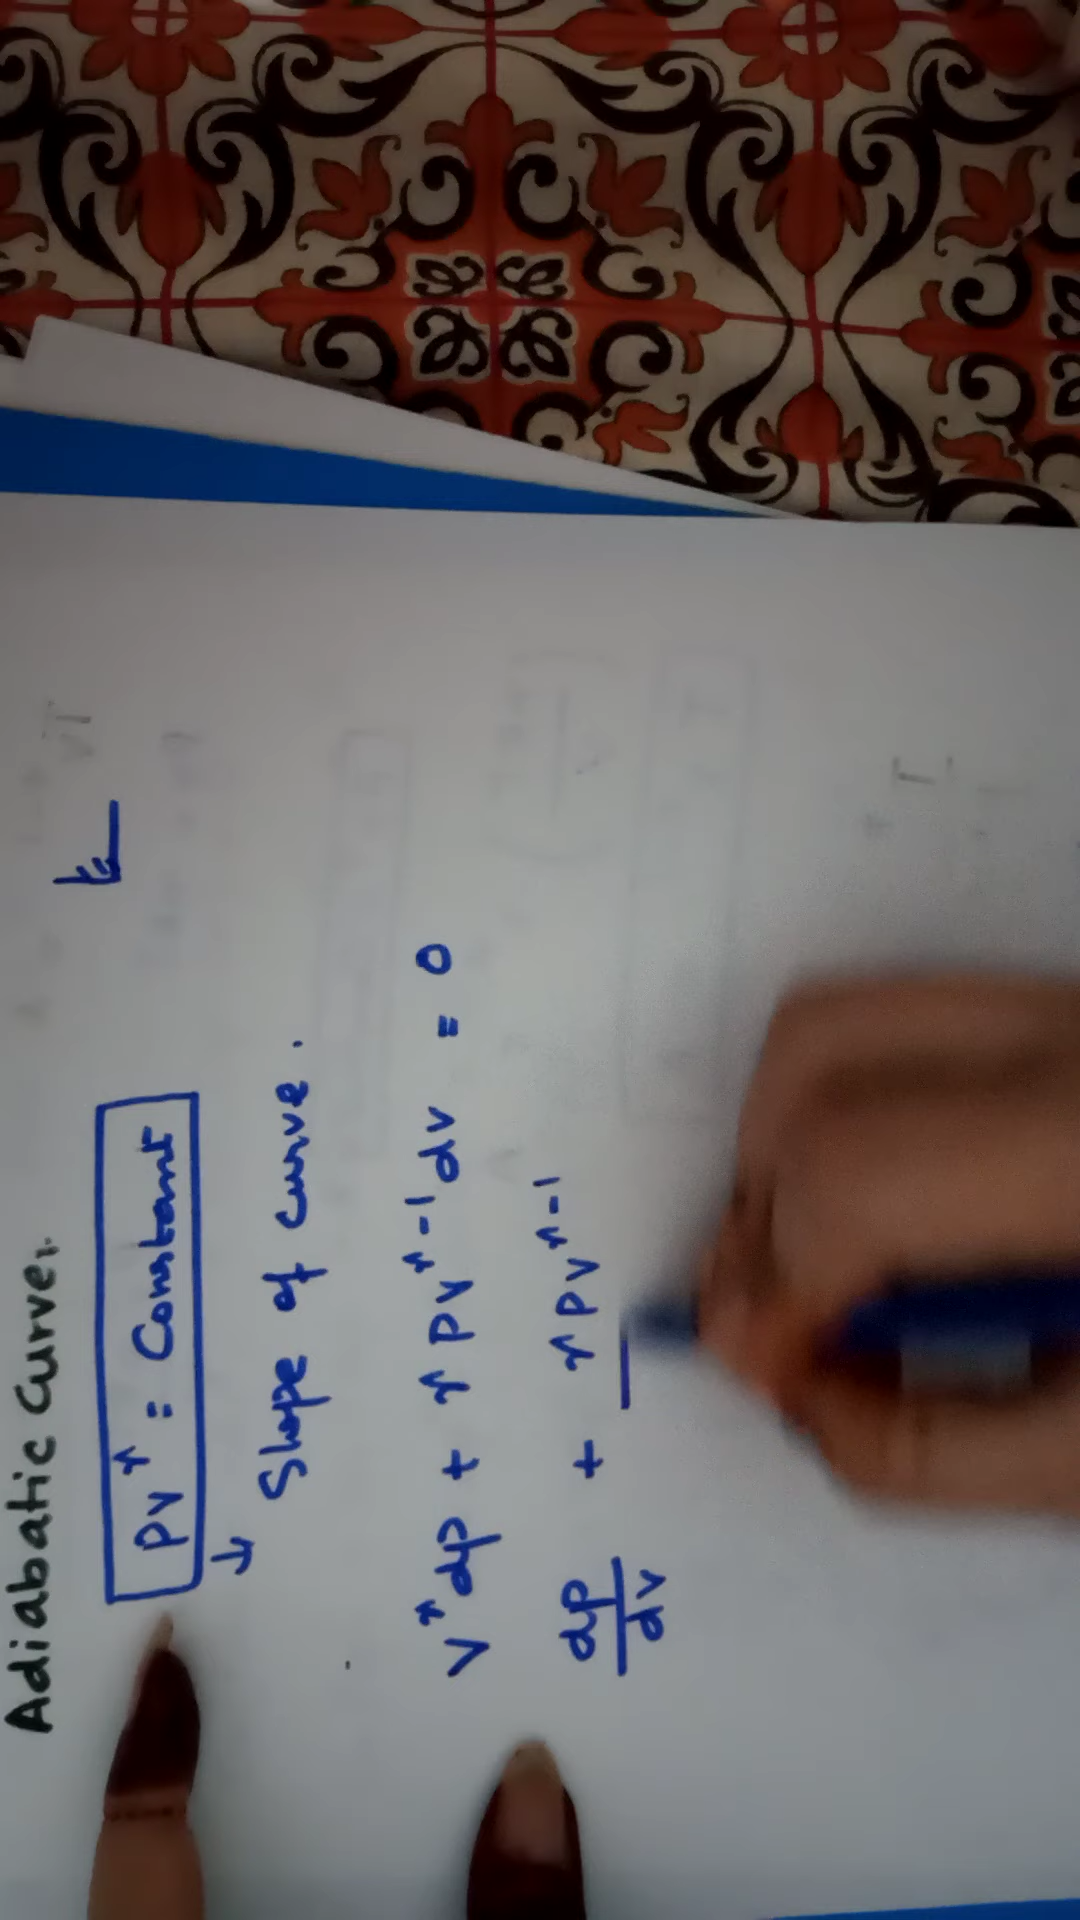 Adiabatic Curve.
PV^γ = Constant
↳ Slope of Curve.
V^γ dp + γ PV^γ-1 dv = 0
dp/dv + γ PV^γ-1